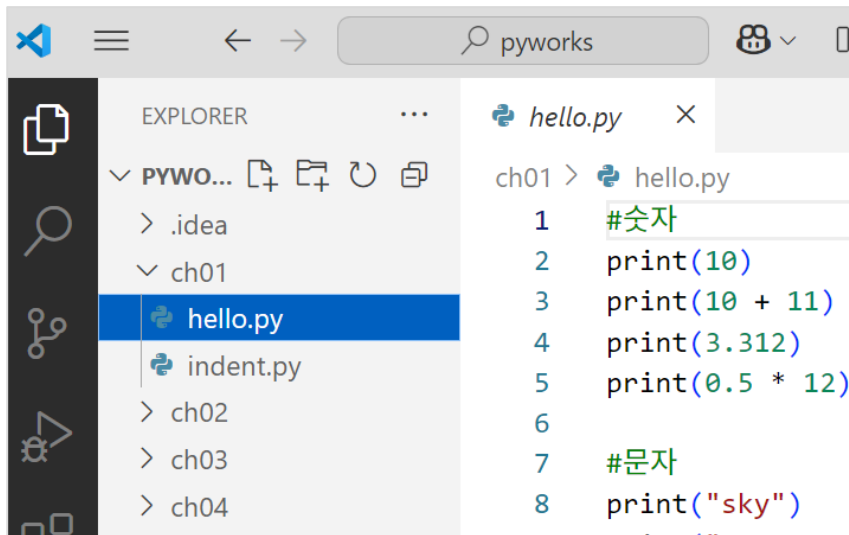 pyworks
EXPLORER
PYWO...
.idea
ch01
hello.py
indent.py
ch02
ch03
ch04
hello.py
ch01 > hello.py
1 #숫자
2 print(10)
3 print(10 + 11)
4 print(3.312)
5 print(0.5 * 12)
6
7 #문자
8 print("sky")